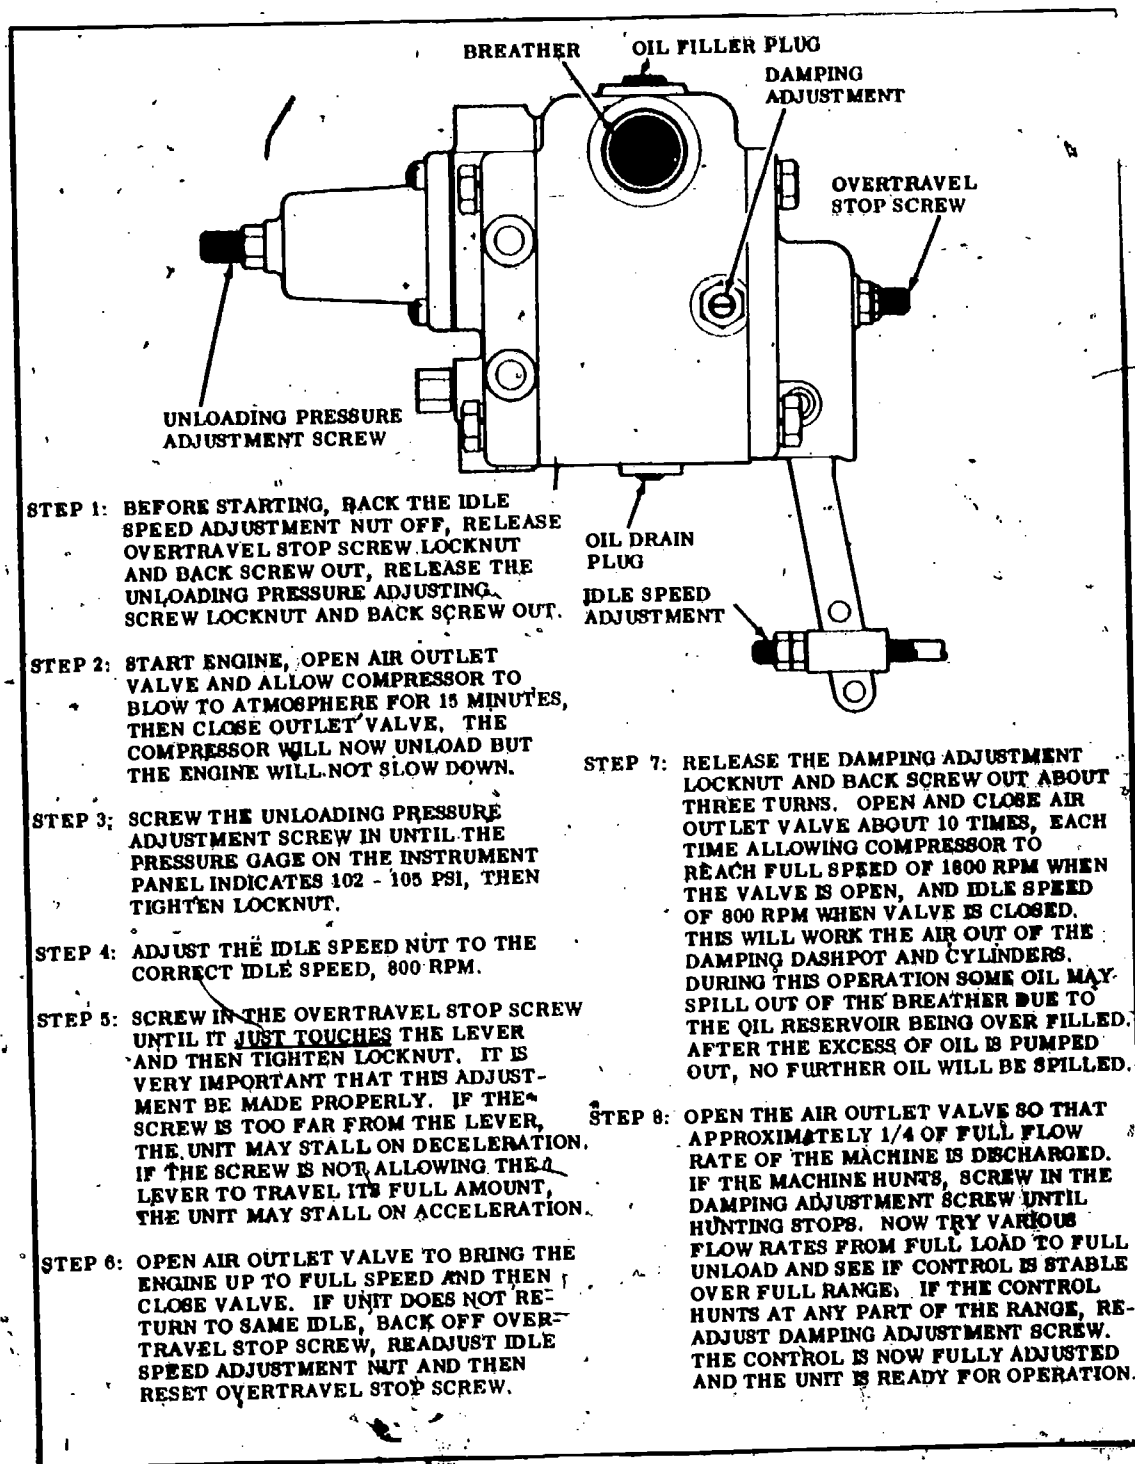 BREATHER
OIL FILLER PLUG
DAMPING
ADJUSTMENT
OVERTRAVEL
STOP SCREW
UNLOADING PRESSURE
ADJUSTMENT SCREW
OIL DRAIN
PLUG
IDLE SPEED
ADJUSTMENT
STEP 1: BEFORE STARTING, BACK THE IDLE
SPEED ADJUSTMENT NUT OFF, RELEASE
OVERTRAVEL STOP SCREW LOCKNUT
AND BACK SCREW OUT, RELEASE THE
UNLOADING PRESSURE ADJUSTING
SCREW LOCKNUT AND BACK SCREW OUT.
STEP 2: START ENGINE, OPEN AIR OUTLET
VALVE AND ALLOW COMPRESSOR TO
BLOW TO ATMOSPHERE FOR 15 MINUTES,
THEN CLOSE OUTLET VALVE. THE
COMPRESSOR WILL NOW UNLOAD BUT
THE ENGINE WILL NOT SLOW DOWN.
STEP 3: SCREW THE UNLOADING PRESSURE
ADJUSTMENT SCREW IN UNTIL THE
PRESSURE GAGE ON THE INSTRUMENT
PANEL INDICATES 102 - 105 PSI, THEN
TIGHTEN LOCKNUT.
STEP 4: ADJUST THE IDLE SPEED NUT TO THE
CORRECT IDLE SPEED, 800 RPM.
STEP 5: SCREW IN THE OVERTRAVEL STOP SCREW
UNTIL IT JUST TOUCHES THE LEVER
AND THEN TIGHTEN LOCKNUT. IT IS
VERY IMPORTANT THAT THIS ADJUST-
MENT BE MADE PROPERLY. IF THE
SCREW IS TOO FAR FROM THE LEVER,
THE UNIT MAY STALL ON DECELERATION.
IF THE SCREW IS NOT ALLOWING THE
LEVER TO TRAVEL ITS FULL AMOUNT,
THE UNIT MAY STALL ON ACCELERATION.
STEP 6: OPEN AIR OUTLET VALVE TO BRING THE
ENGINE UP TO FULL SPEED AND THEN
CLOSE VALVE. IF UNIT DOES NOT RE-
TURN TO SAME IDLE, BACK OFF OVER-
TRAVEL STOP SCREW, READJUST IDLE
SPEED ADJUSTMENT NUT AND THEN
RESET OVERTRAVEL STOP SCREW.
STEP 7: RELEASE THE DAMPING ADJUSTMENT
LOCKNUT AND BACK SCREW OUT ABOUT
THREE TURNS. OPEN AND CLOSE AIR
OUTLET VALVE ABOUT 10 TIMES, EACH
TIME ALLOWING COMPRESSOR TO
REACH FULL SPEED OF 1800 RPM WHEN
THE VALVE IS OPEN, AND IDLE SPEED
OF 800 RPM WHEN VALVE IS CLOSED.
THIS WILL WORK THE AIR OUT OF THE
DAMPING DASHPOT AND CYLINDERS.
DURING THIS OPERATION SOME OIL MAY
SPILL OUT OF THE BREATHER DUE TO
THE OIL RESERVOIR BEING OVER FILLED.
AFTER THE EXCESS OF OIL IS PUMPED
OUT, NO FURTHER OIL WILL BE SPILLED.
STEP 8: OPEN THE AIR OUTLET VALVE SO THAT
APPROXIMATELY 1/4 OF FULL FLOW
RATE OF THE MACHINE IS DISCHARGED.
IF THE MACHINE HUNTS, SCREW IN THE
DAMPING ADJUSTMENT SCREW UNTIL
HUNTING STOPS. NOW TRY VARIOUS
FLOW RATES FROM FULL LOAD TO FULL
UNLOAD AND SEE IF CONTROL IS STABLE
OVER FULL RANGE. IF THE CONTROL
HUNTS AT ANY PART OF THE RANGE, RE-
ADJUST DAMPING ADJUSTMENT SCREW.
THE CONTROL IS NOW FULLY ADJUSTED
AND THE UNIT IS READY FOR OPERATION.